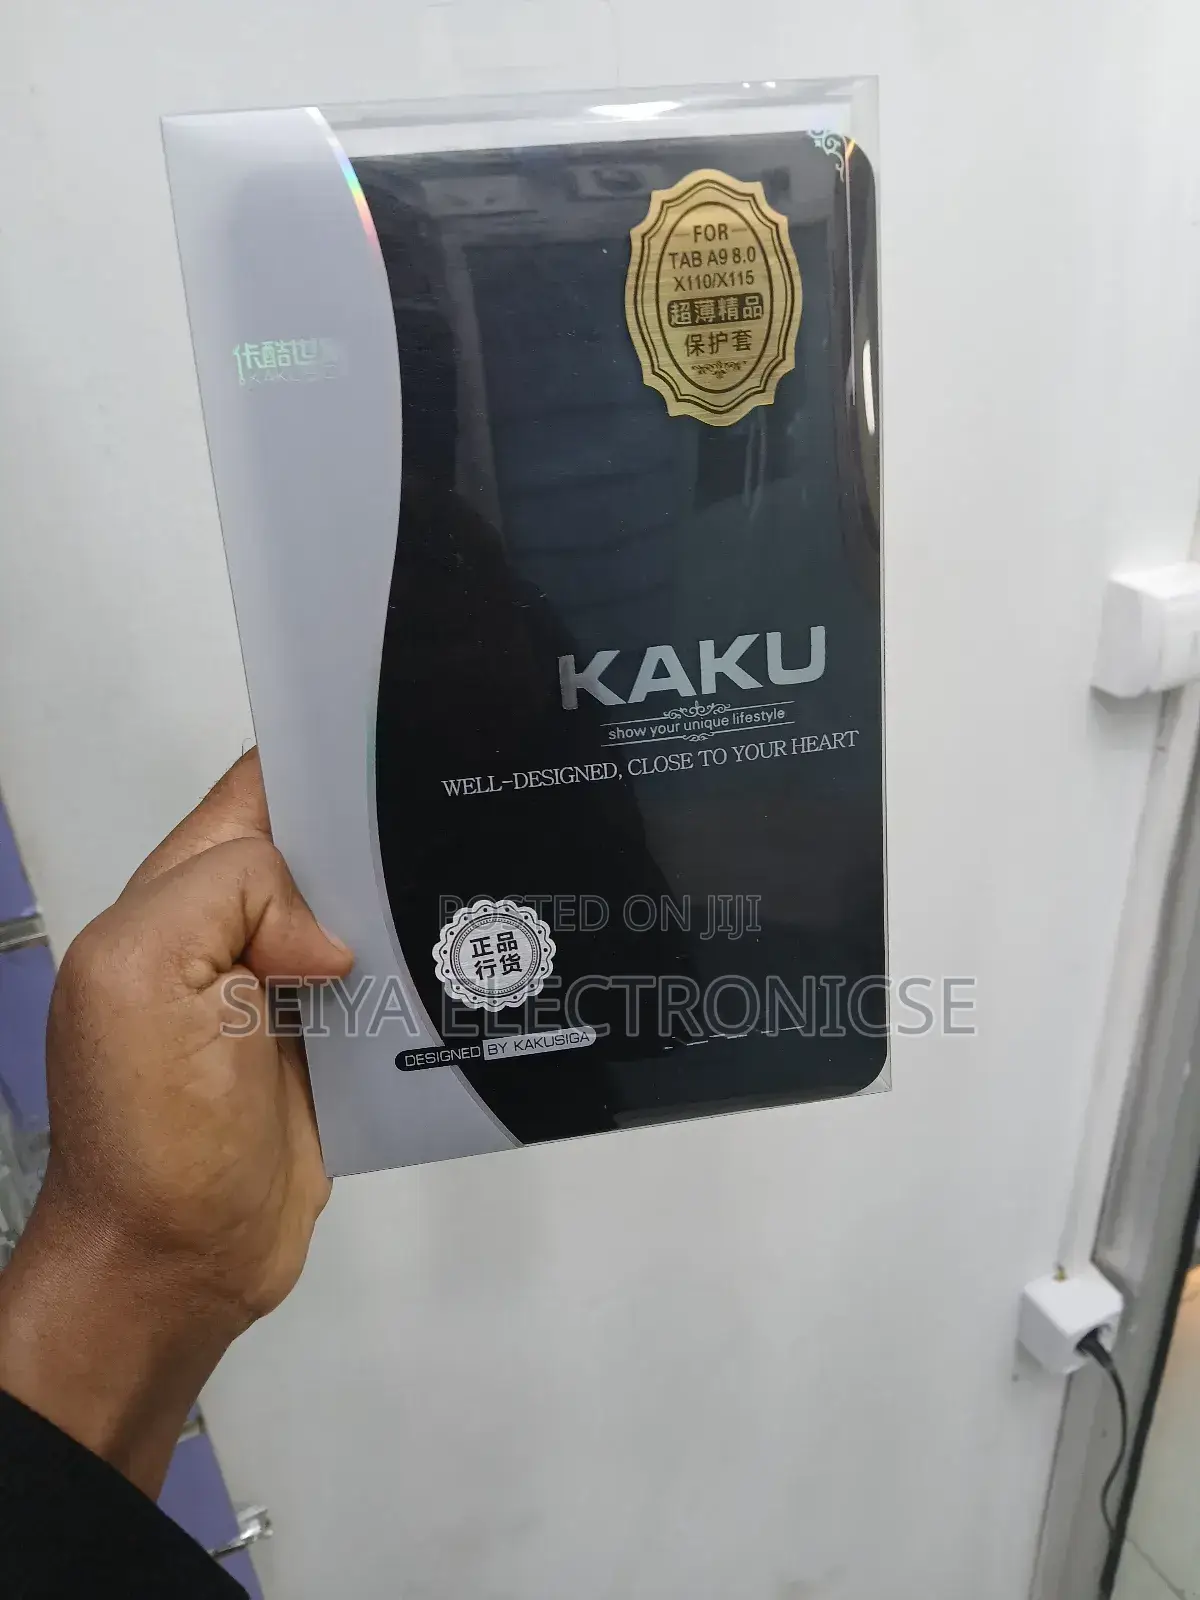 FOR
TAB A9 8.0
X110/X115
超薄精品
保护套
KAKU
show your unique lifestyle
WELL-DESIGNED, CLOSE TO YOUR HEART
POSTED ON JIJI
正品
行货
SEIYA ELECTRONICSE
DESIGNED BY KAKUSIGA